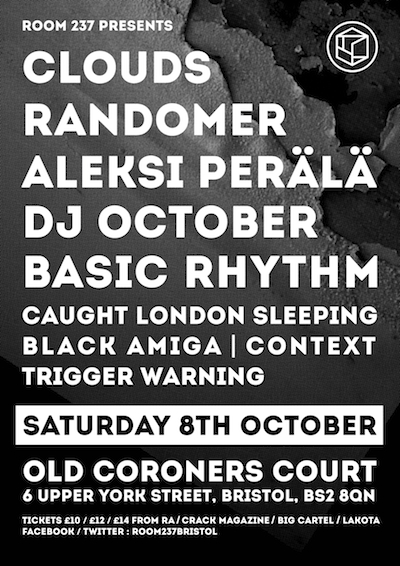 ROOM 237 PRESENTS
CLOUDS
RANDOMER
ALEKSI PERÄLÄ
DJ OCTOBER
BASIC RHYTHM
CAUGHT LONDON SLEEPING
BLACK AMIGA | CONTEXT
TRIGGER WARNING
SATURDAY 8TH OCTOBER
OLD CORONERS COURT
6 UPPER YORK STREET, BRISTOL, BS2 8QN
TICKETS £10 / £12 / £14 FROM RA / CRACK MAGAZINE / BIG CARTEL / LAKOTA
FACEBOOK / TWITTER : ROOM237BRISTOL